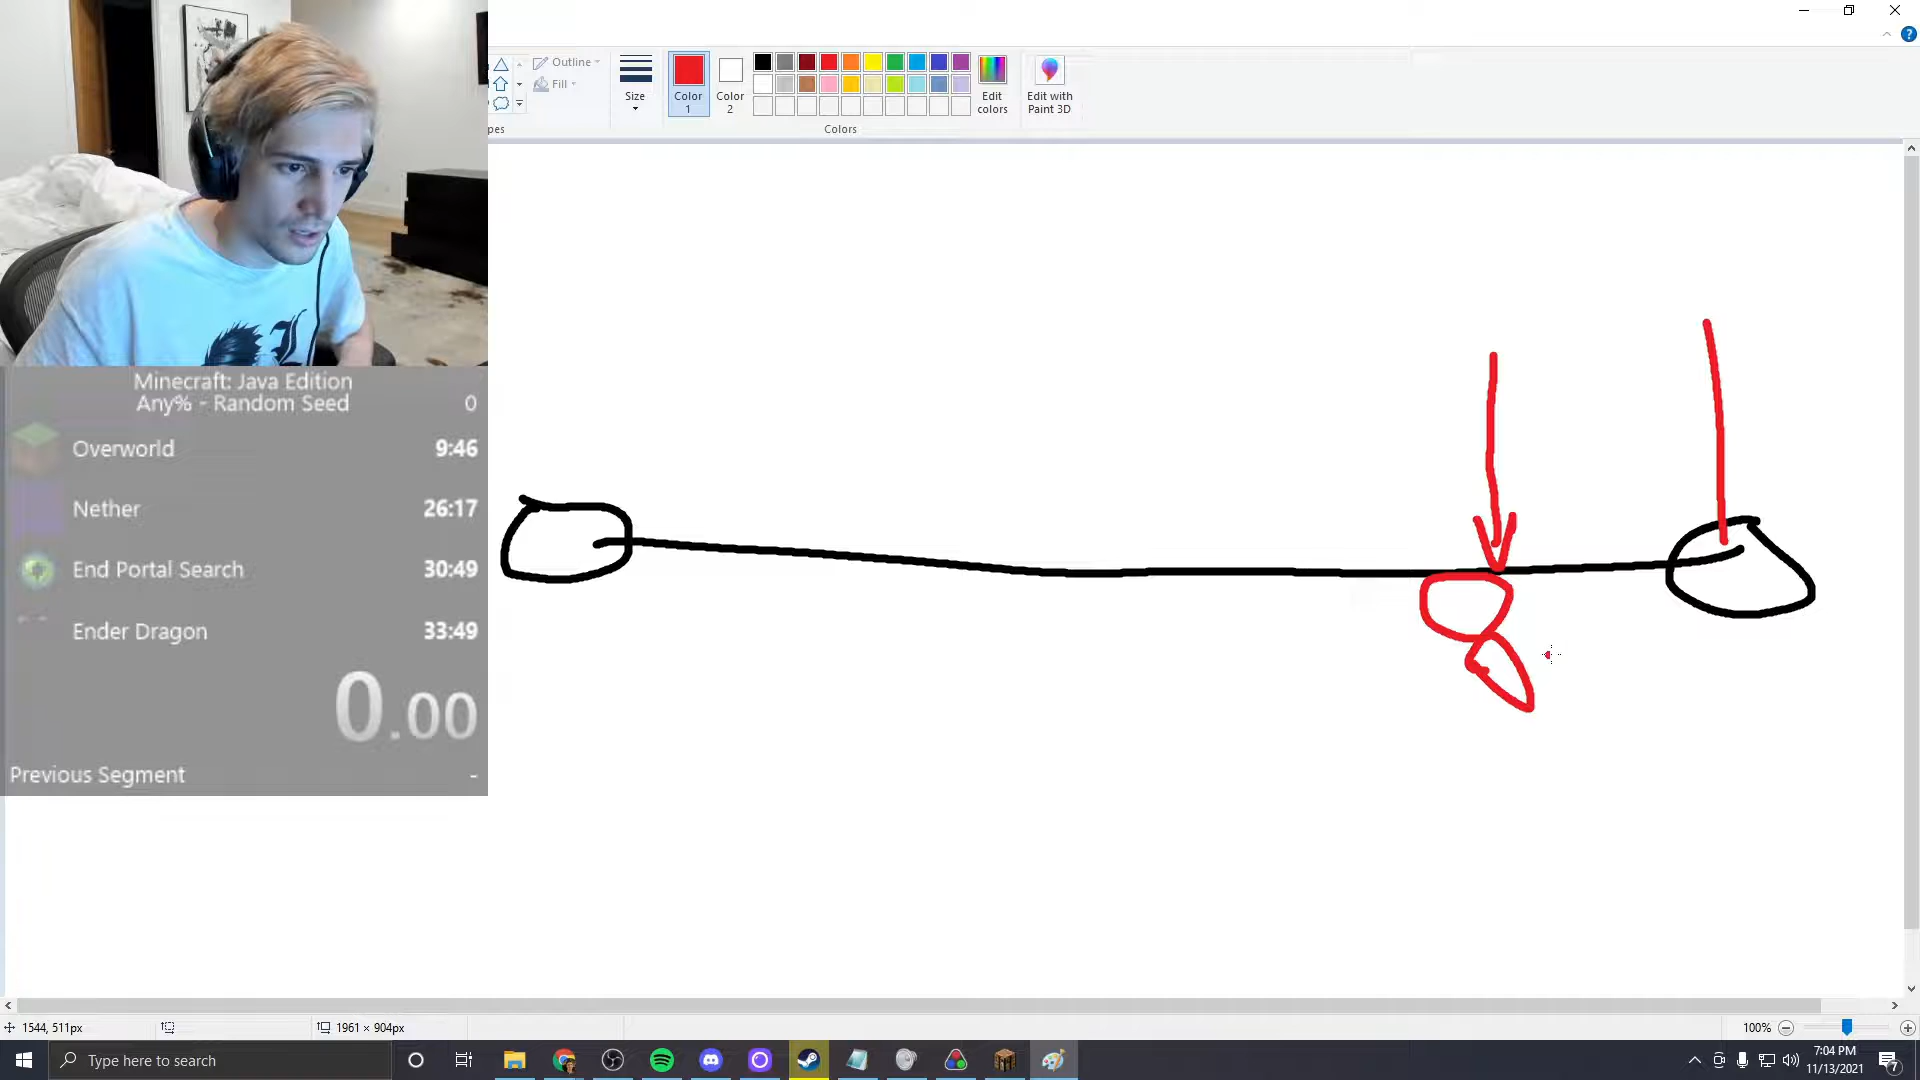 Outline
Fill
Size
Color 1
Color 2
Edit colors
Edit with Paint 3D
pes
Colors
Minecraft: Java Edition
Any% - Random Seed 0
Overworld 9:46
Nether 26:17
End Portal Search 30:49
Ender Dragon 33:49
0.00
Previous Segment -
1544, 511px
1961 × 904px
100%
Type here to search
7:04 PM
11/13/2021
7